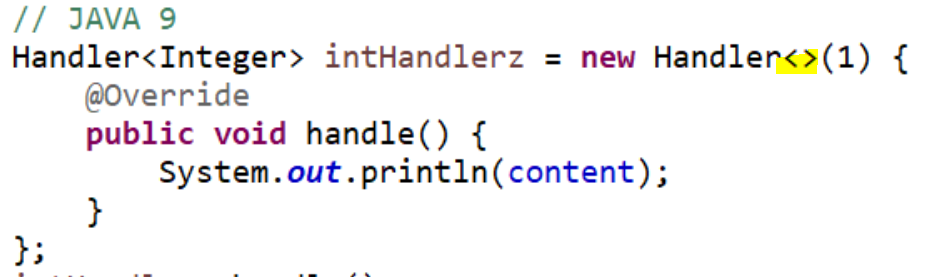 // JAVA 9
Handler<Integer> intHandlerz = new Handler<>(1) {
    @Override
    public void handle() {
        System.out.println(content);
    }
};